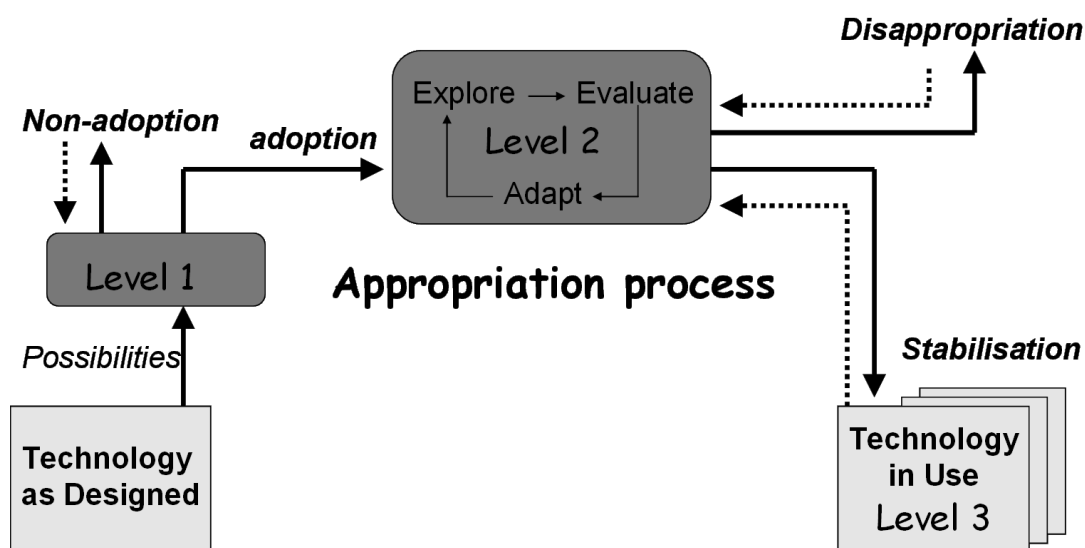 Disappropriation
Explore Evaluate
Non-adoption
adoption
Level 2
Adapt
Level 1
Appropriation process
Possibilities
Stabilisation
Technology
as Designed
Technology
in Use
Level 3